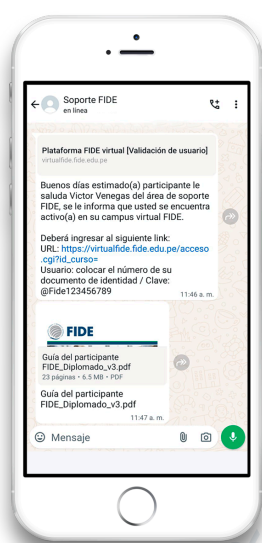 Soporte FIDE
en línea
Plataforma FIDE virtual [Validación de usuario]
virtualfide.fide.edu.pe
Buenos días estimado(a) participante le
saluda Victor Venegas del área de soporte
FIDE, se le informa que usted se encuentra
activo(a) en su campus virtual FIDE.
Deberá ingresar al siguiente link:
URL: https://virtualfide.fide.edu.pe/acceso
.cgi?id_curso=
Usuario: colocar el número de su
documento de identidad / Clave:
@Fide123456789
11:46 a. m.
FIDE
Guía del participante
FIDE_Diplomado_v3.pdf
23 páginas • 6.5 MB • PDF
Guía del participante
FIDE_Diplomado_v3.pdf
11:47 a. m.
Mensaje